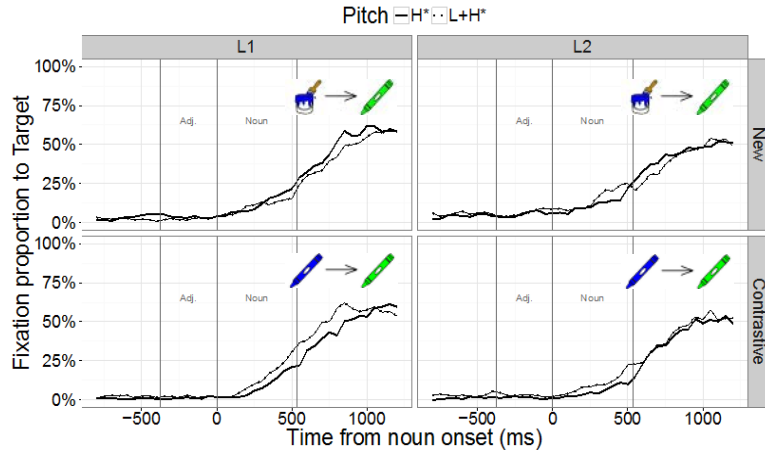 Pitch H* L+H*
L1 L2
100%
75%
50%
25%
0%
Adj. Noun
Adj. Noun
New
100%
75%
50%
25%
0%
Adj. Noun
Adj. Noun
Contrastive
Fixation proportion to Target
−500 0 500 1000
−500 0 500 1000
Time from noun onset (ms)